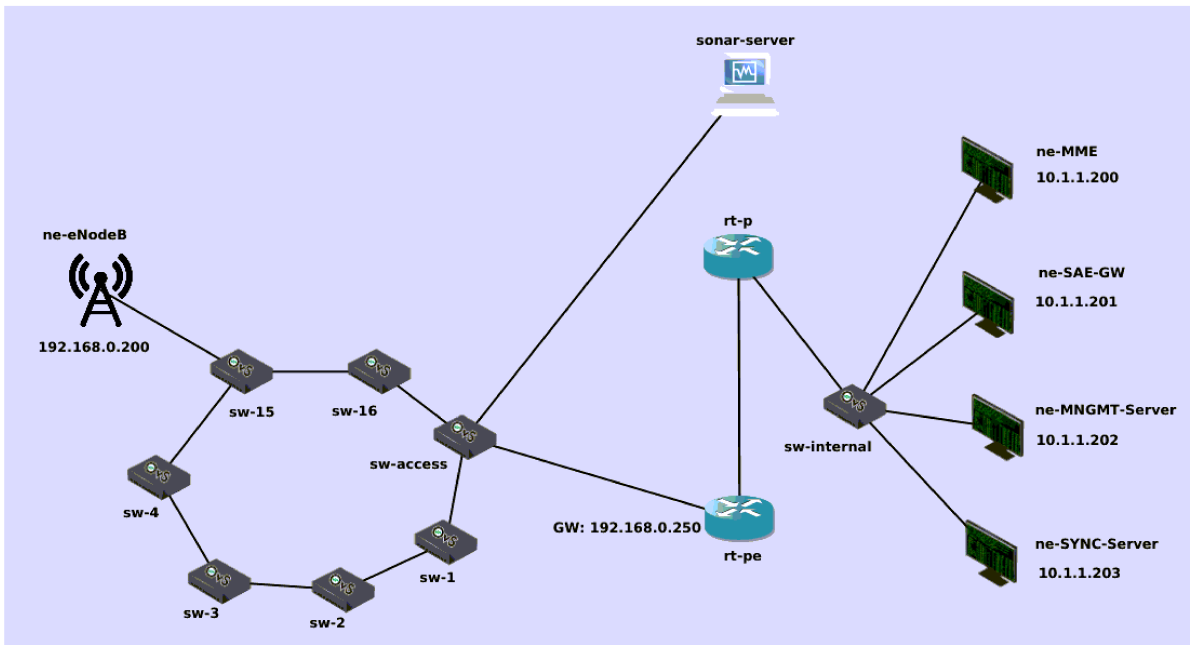 sonar-server
ne-MME
10.1.1.200
rt-p
ne-eNodeB
ne-SAE-GW
10.1.1.201
192.168.0.200
sw-15
sw-16
ne-MNGMT-Server
10.1.1.202
sw-internal
sw-access
sw-4
GW: 192.168.0.250
rt-pe
ne-SYNC-Server
10.1.1.203
sw-1
sw-3
sw-2